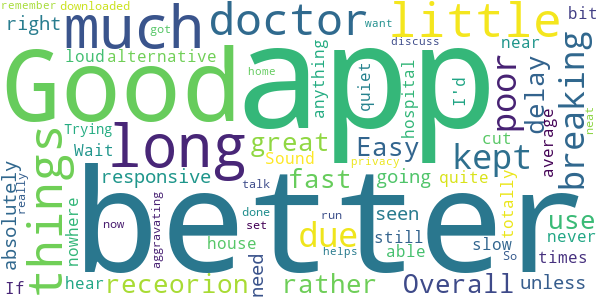 remember downloaded
right much doctor little got want bit
loud alternative discuss near
Good app
anything quiet home hospital I'd poor delay breaking
things Trying Wait long great Easy kept cut average neat
Sound privacy
absolutely really nowhere responsive fast going quite totally use
better
aggravating talk done set run due seen still able slow So times never
now house helps
If hear receorion need rather Overall unless